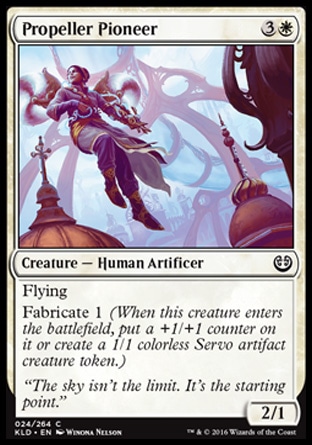 Propeller Pioneer 3
Creature — Human Artificer
Flying
Fabricate 1 (When this creature enters
the battlefield, put a +1/+1 counter on
it or create a 1/1 colorless Servo artifact
creature token.)
“The sky isn’t the limit. It’s the starting
point.”
2/1
024/264 C
KLD • EN Winona Nelson ™ & © 2016 Wizards of the Coast